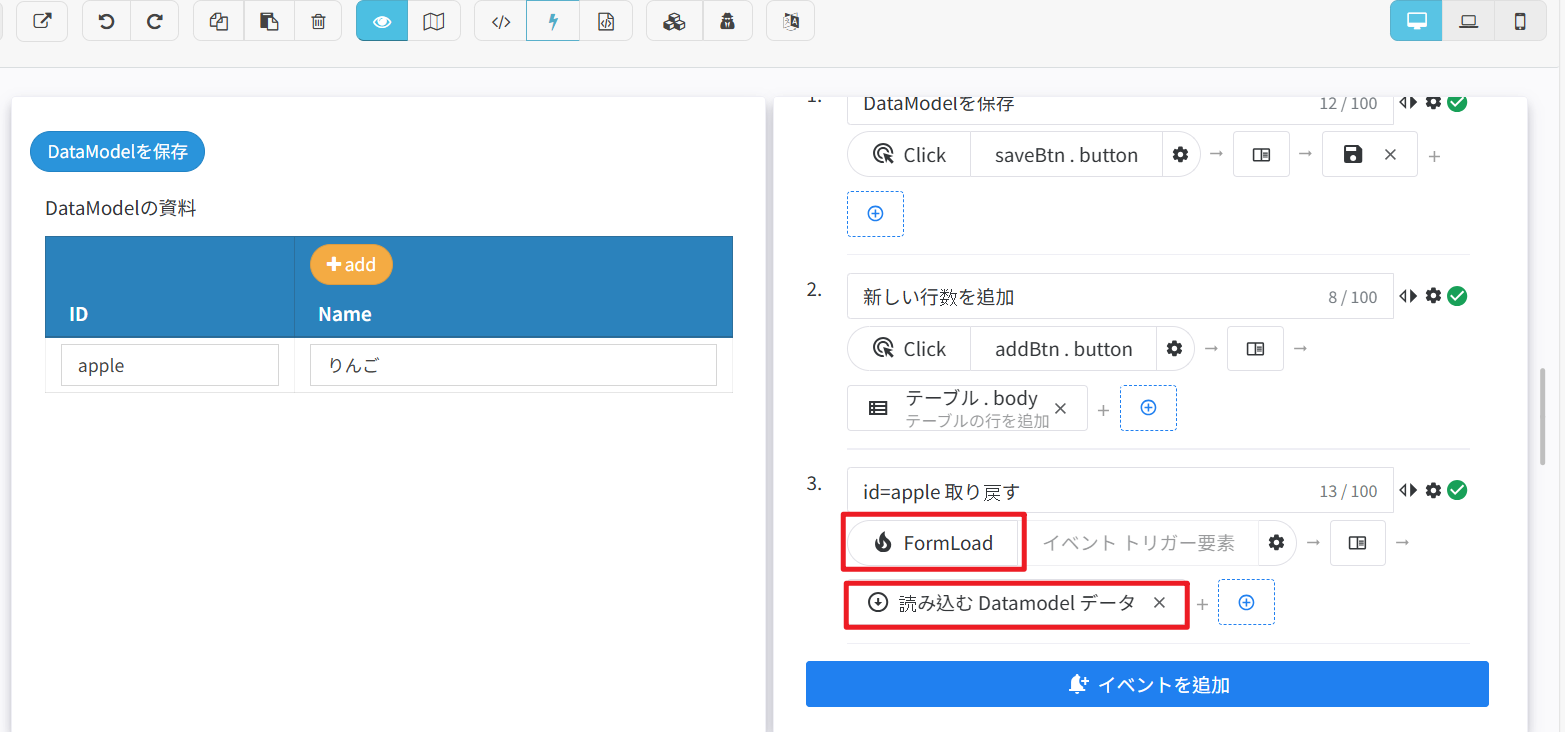 DataModelを保存
DataModelの資料
add
ID
Name
apple
りんご
1.
DataModelを保存
12 / 100
Click
saveBtn . button
2.
新しい行数を追加
8 / 100
Click
addBtn . button
テーブル . body
テーブルの行を追加
3.
id=apple 取り戻す
13 / 100
FormLoad
イベント トリガー要素
読み込む Datamodel データ
イベントを追加